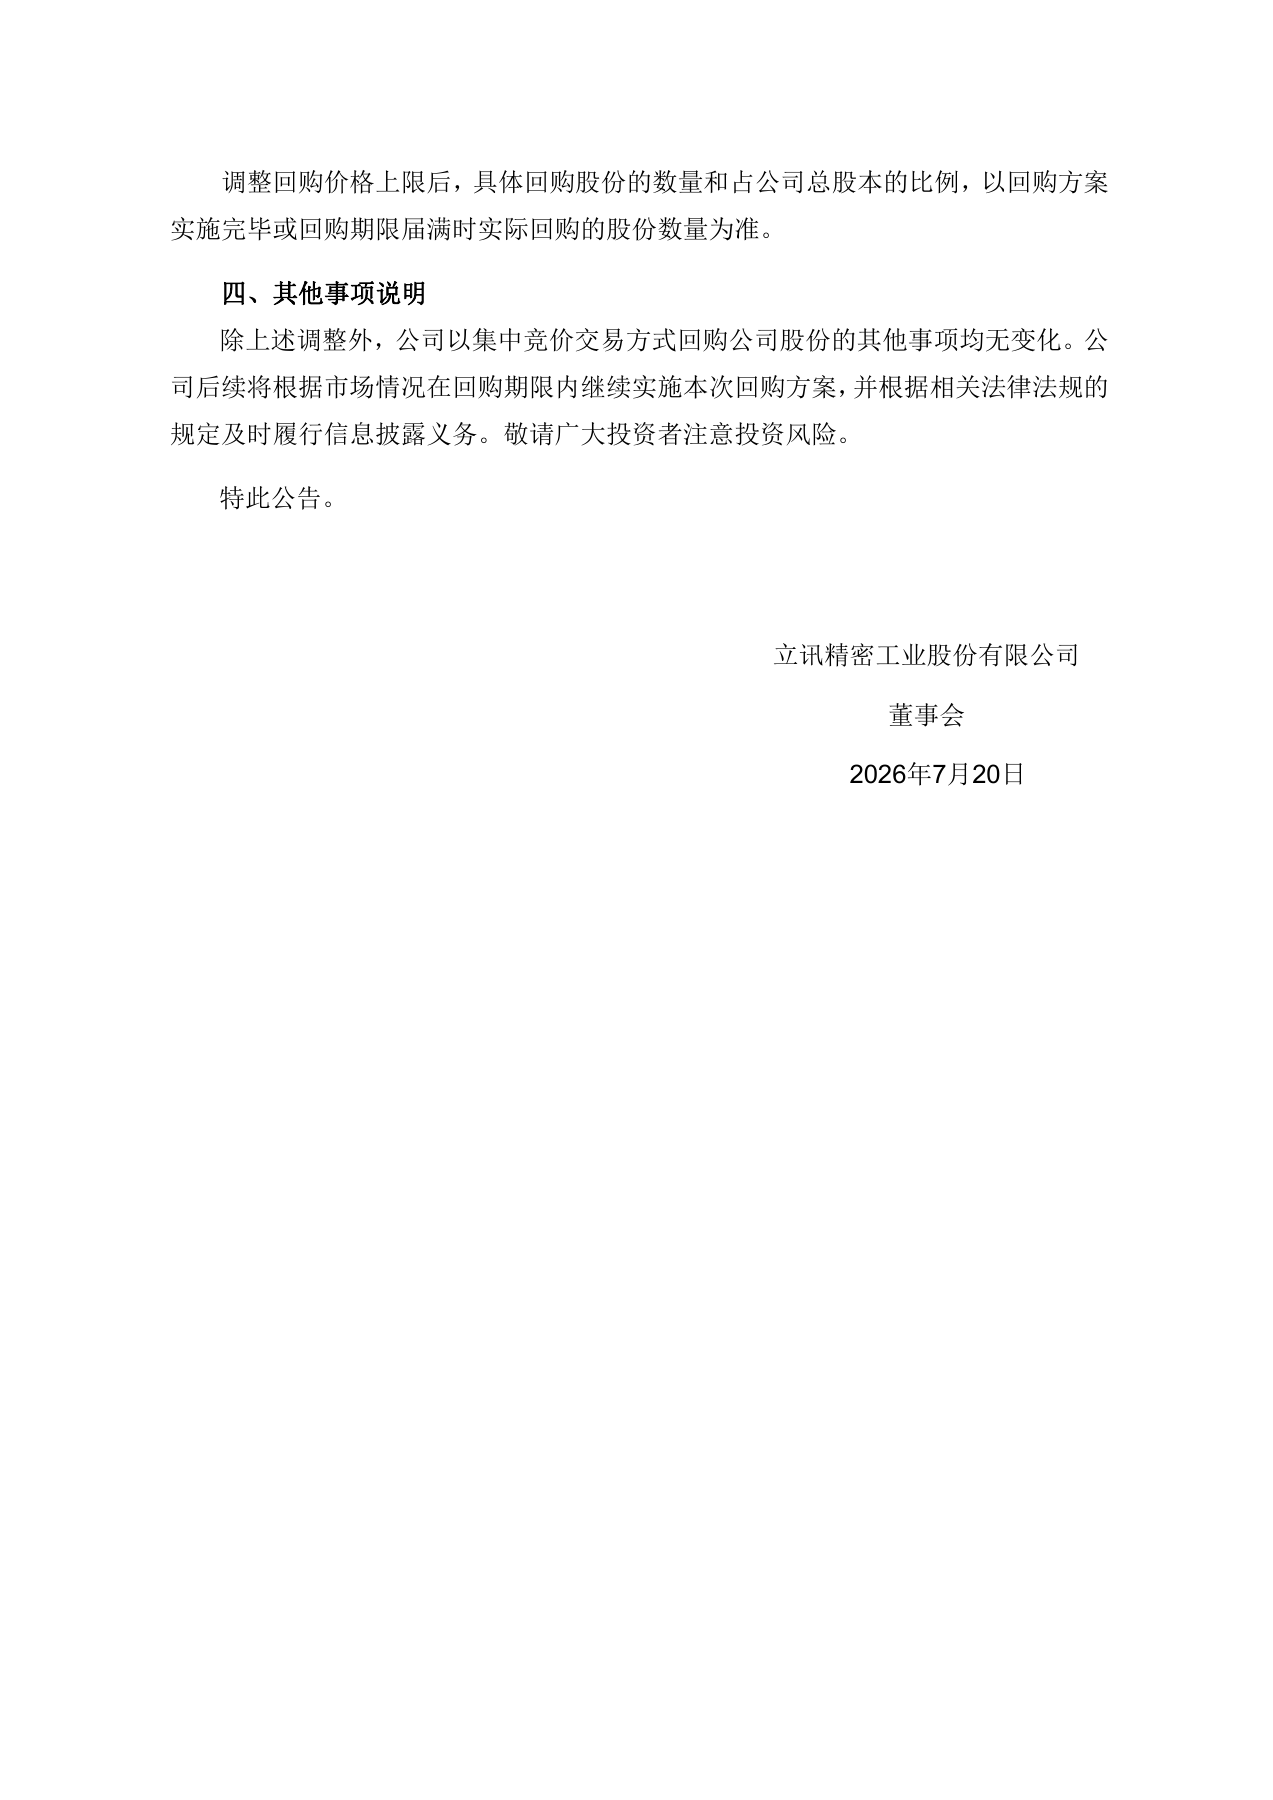 调整回购价格上限后，具体回购股份的数量和占公司总股本的比例，以回购方案
实施完毕或回购期限届满时实际回购的股份数量为准。
四、其他事项说明
除上述调整外，公司以集中竞价交易方式回购公司股份的其他事项均无变化。公
司后续将根据市场情况在回购期限内继续实施本次回购方案，并根据相关法律法规的
规定及时履行信息披露义务。敬请广大投资者注意投资风险。
特此公告。
立讯精密工业股份有限公司
董事会
2026年7月20日